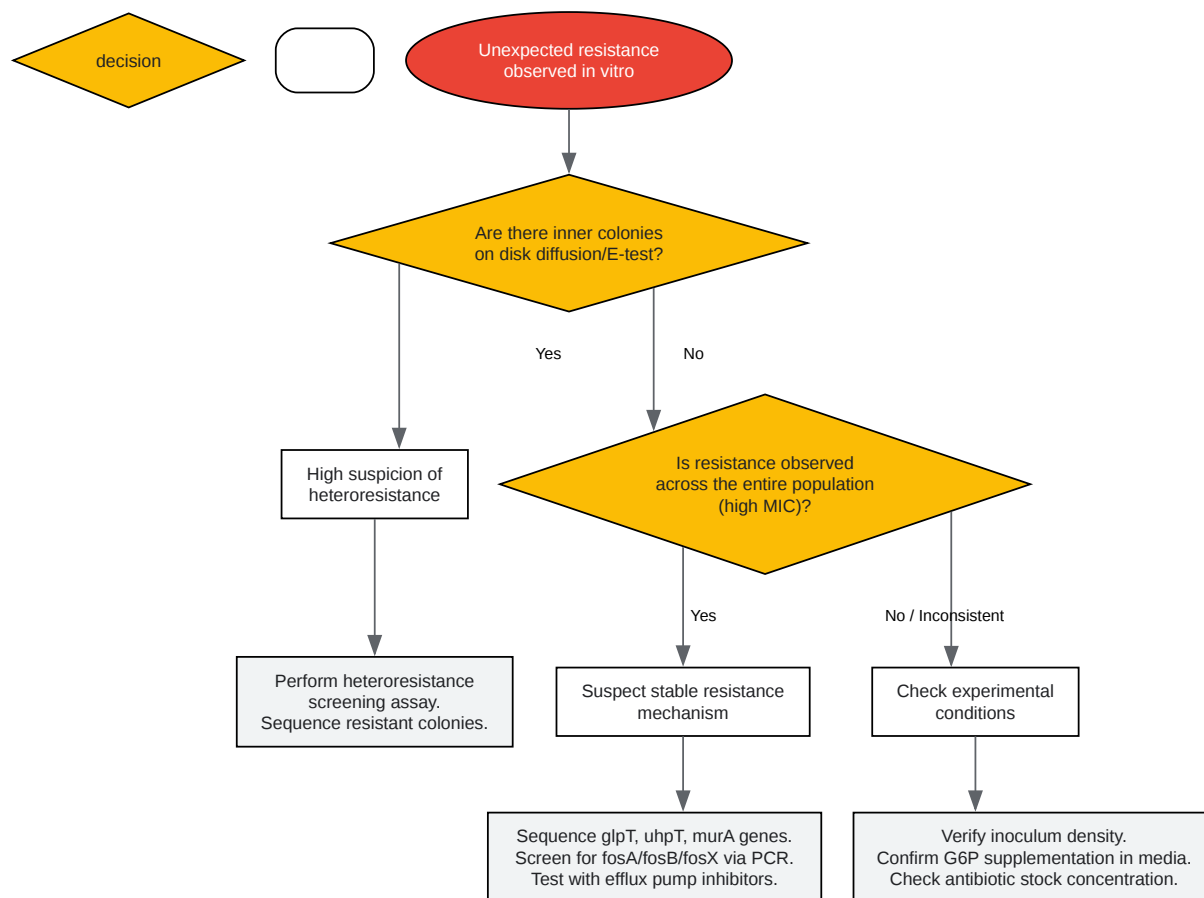 decision
Unexpected resistance
observed in vitro
Are there inner colonies
on disk diffusion/E-test?
Yes
No
High suspicion of
heteroresistance
Is resistance observed
across the entire population
(high MIC)?
Yes
No / Inconsistent
Perform heteroresistance
screening assay.
Sequence resistant colonies.
Suspect stable resistance
mechanism
Check experimental
conditions
Sequence glpT, uhpT, murA genes.
Screen for fosA/fosB/fosX via PCR.
Test with efflux pump inhibitors.
Verify inoculum density.
Confirm G6P supplementation in media.
Check antibiotic stock concentration.